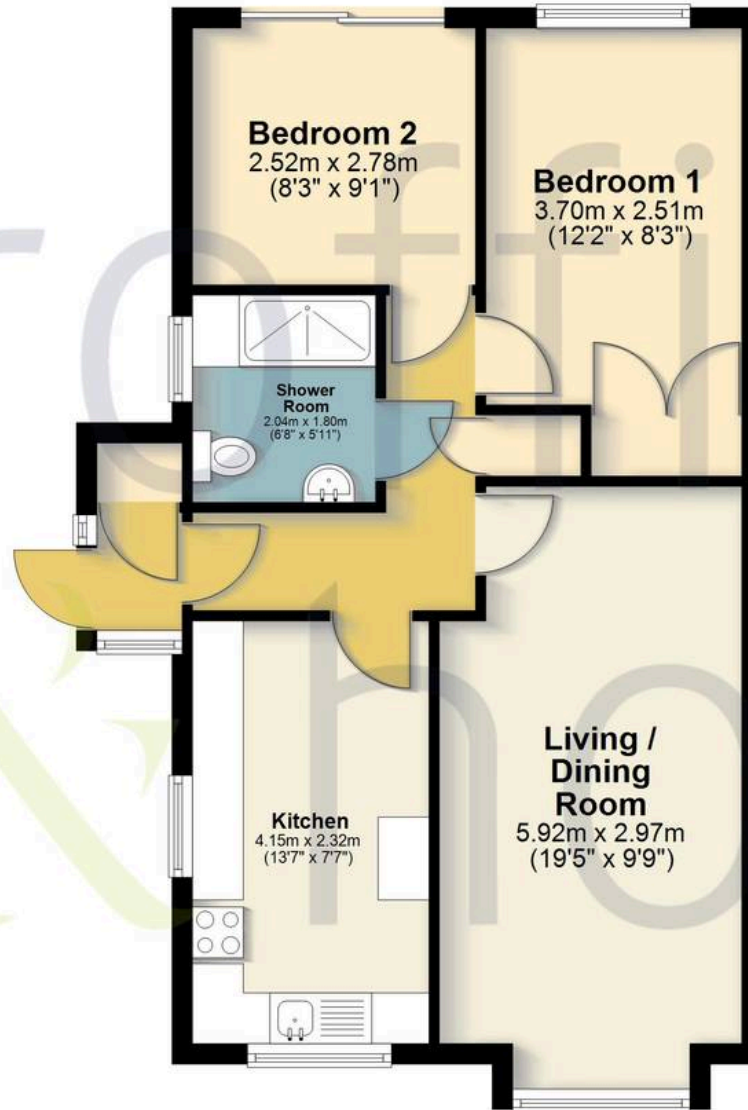 Bedroom 2
2.52m x 2.78m
(8'3" x 9'1")
Bedroom 1
3.70m x 2.51m
(12'2" x 8'3")
Shower
Room
2.04m x 1.80m
(6'8" x 5'11")
Kitchen
4.15m x 2.32m
(13'7" x 7'7")
Living /
Dining
Room
5.92m x 2.97m
(19'5" x 9'9")